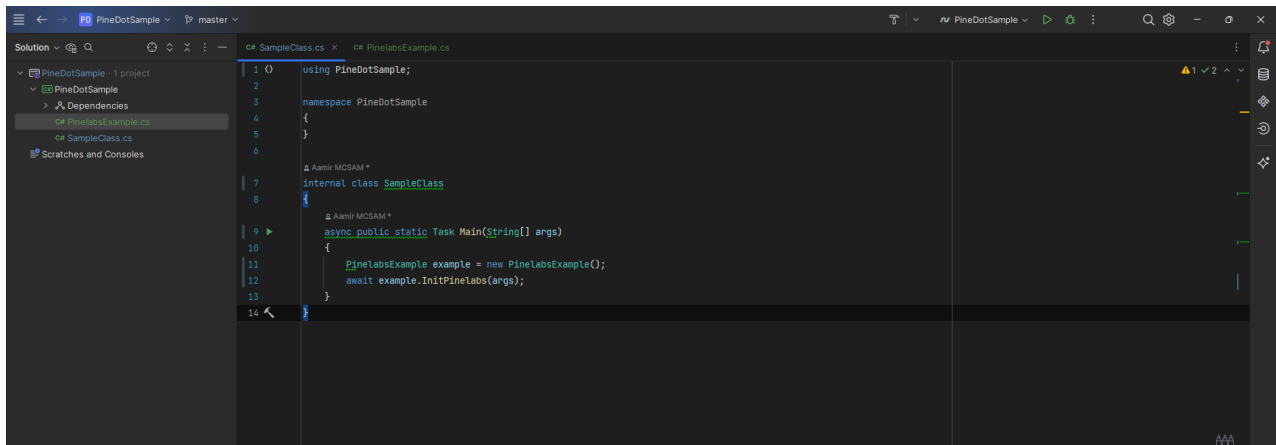 PD PineDotSample master PineDotSample
Solution
SampleClass.cs PinelabsExample.cs
PineDotSample · 1 project
PineDotSample
Dependencies
C# PinelabsExample.cs
C# SampleClass.cs
Scratches and Consoles
1 using PineDotSample; 1 2
2
3 namespace PineDotSample
4 {
5 }
6
Aamir MCSAM *
7 internal class SampleClass
8 {
Aamir MCSAM *
9 async public static Task Main(String[] args)
10 {
11 PinelabsExample example = new PinelabsExample();
12 await example.InitPinelabs(args);
13 }
14 }